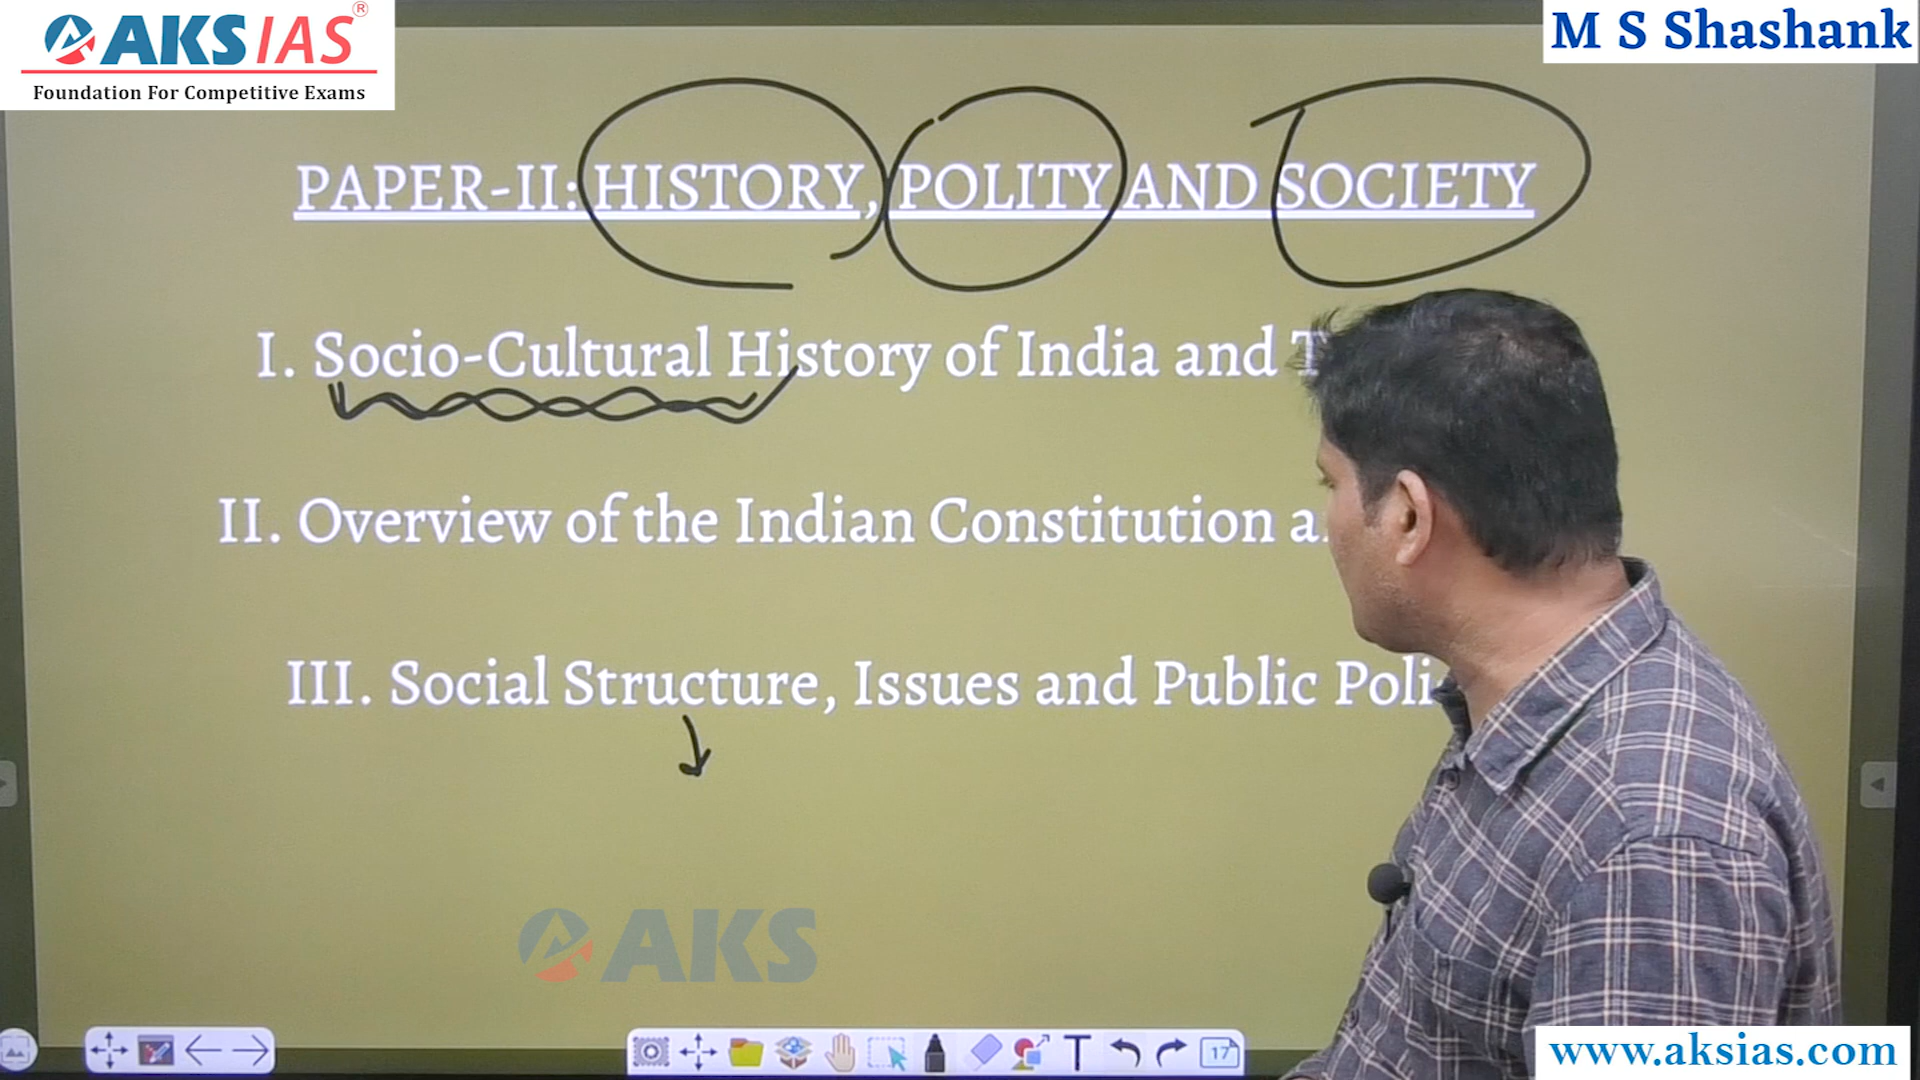 AKS IAS®
Foundation For Competitive Exams
M S Shashank
PAPER-II: HISTORY, POLITY AND SOCIETY
I. Socio-Cultural History of India and
II. Overview of the Indian Constitution
III. Social Structure, Issues and Public
AKS
T
17
www.aksias.com